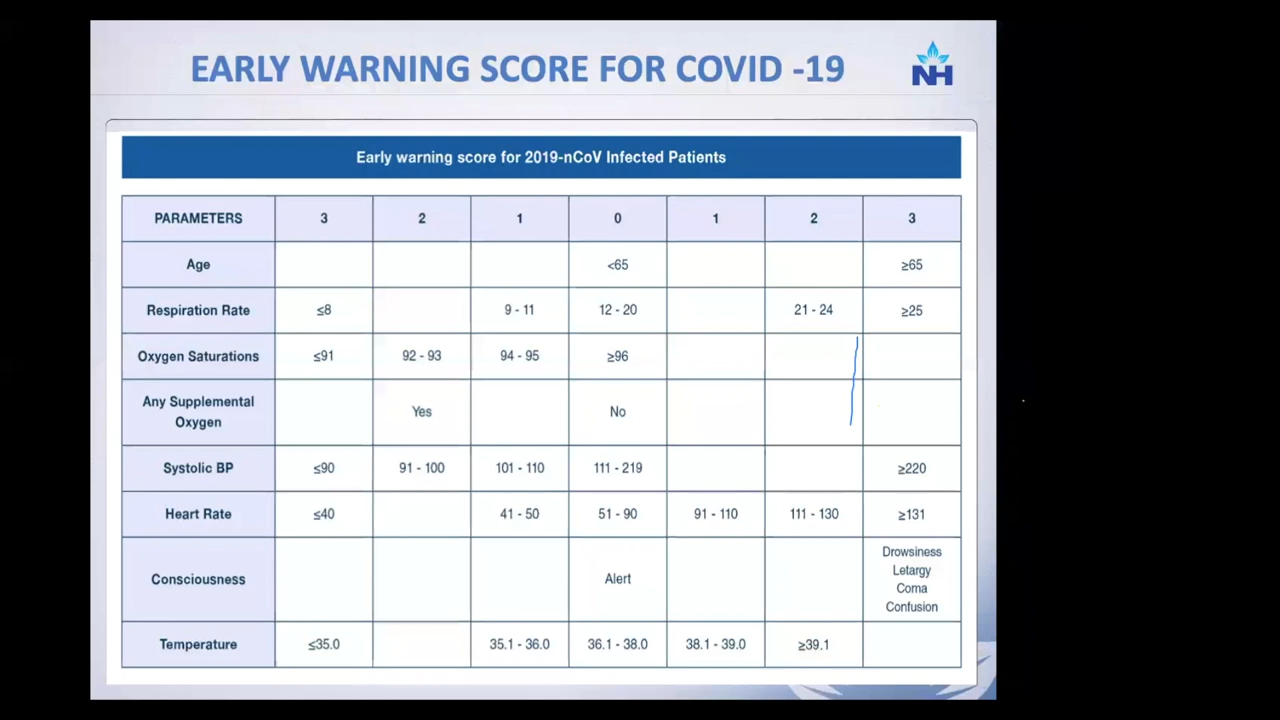 EARLY WARNING SCORE FOR COVID -19
NH
Early warning score for 2019-nCoV Infected Patients
PARAMETERS 3 2 1 0 1 2 3
Age <65 ≥65
Respiration Rate ≤8 9 - 11 12 - 20 21 - 24 ≥25
Oxygen Saturations ≤91 92 - 93 94 - 95 ≥96
Any Supplemental
Oxygen Yes No
Systolic BP ≤90 91 - 100 101 - 110 111 - 219 ≥220
Heart Rate ≤40 41 - 50 51 - 90 91 - 110 111 - 130 ≥131
Consciousness Alert Drowsiness
Letargy
Coma
Confusion
Temperature ≤35.0 35.1 - 36.0 36.1 - 38.0 38.1 - 39.0 ≥39.1